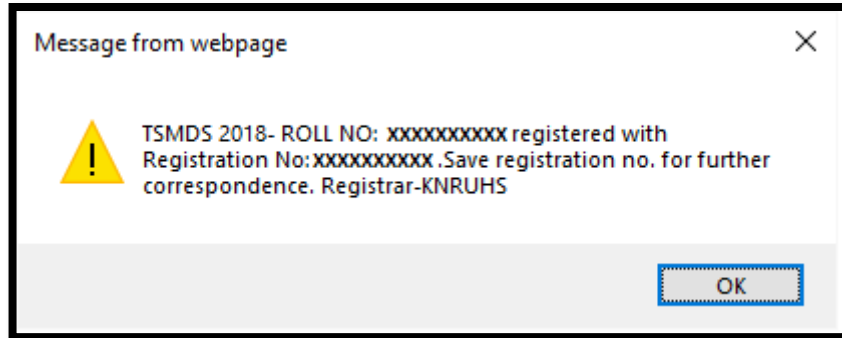 Message from webpage
TSMDS 2018- ROLL NO: xxxxxxxxxx registered with
Registration No:xxxxxxxxxx .Save registration no. for further
correspondence. Registrar-KNRUHS
OK